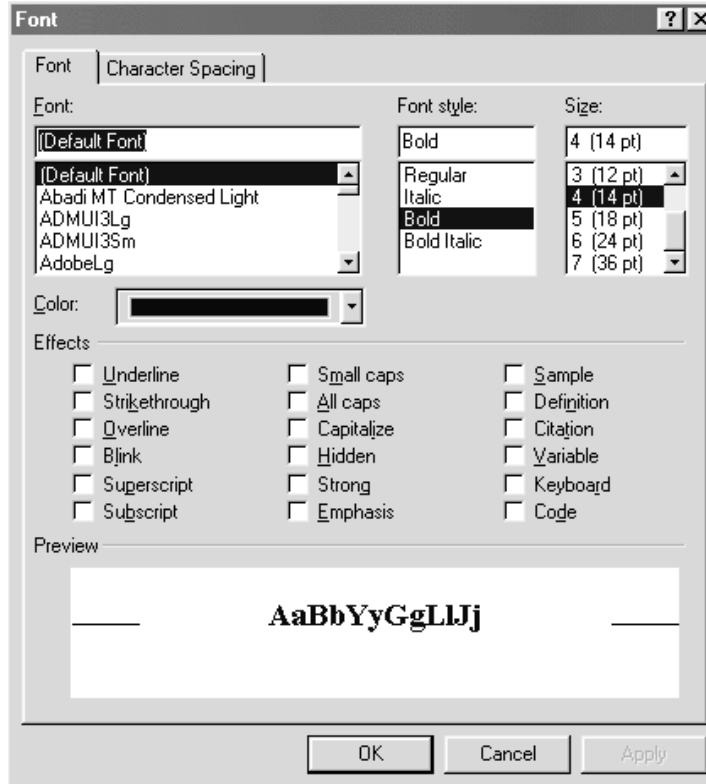 Font
Font Character Spacing
Font: Font style: Size:
(Default Font) Bold 4 (14 pt)
(Default Font) Regular 3 (12 pt)
Abadi MT Condensed Light Italic 4 (14 pt)
ADMUI3Lg Bold 5 (18 pt)
ADMUI3Sm Bold Italic 6 (24 pt)
AdobeLg 7 (36 pt)
Color:
Effects
Underline Small caps Sample
Strikethrough All caps Definition
Overline Capitalize Citation
Blink Hidden Variable
Superscript Strong Keyboard
Subscript Emphasis Code
Preview
AaBbYyGgLlJj
OK Cancel Apply